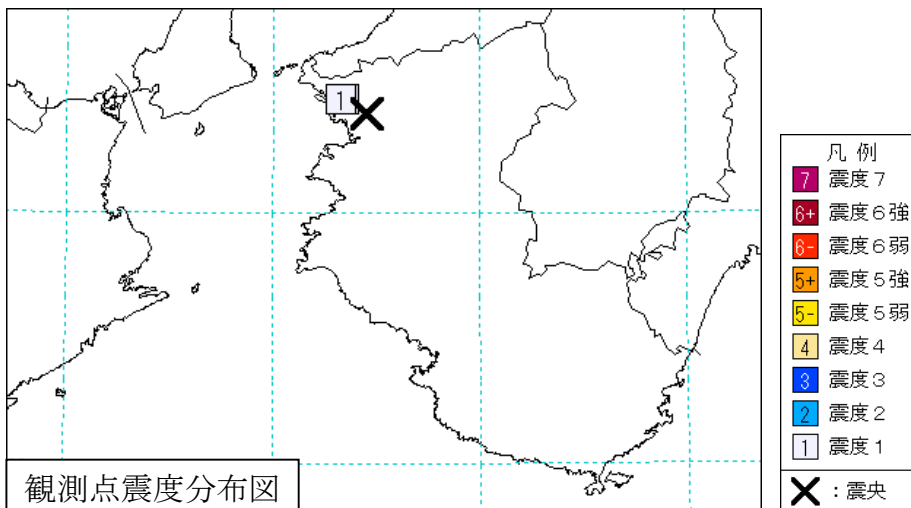 1
観測点震度分布図
凡 例
7 震度７
6+ 震度６強
6- 震度６弱
5+ 震度５強
5- 震度５弱
4 震度４
3 震度３
2 震度２
1 震度１
：震央